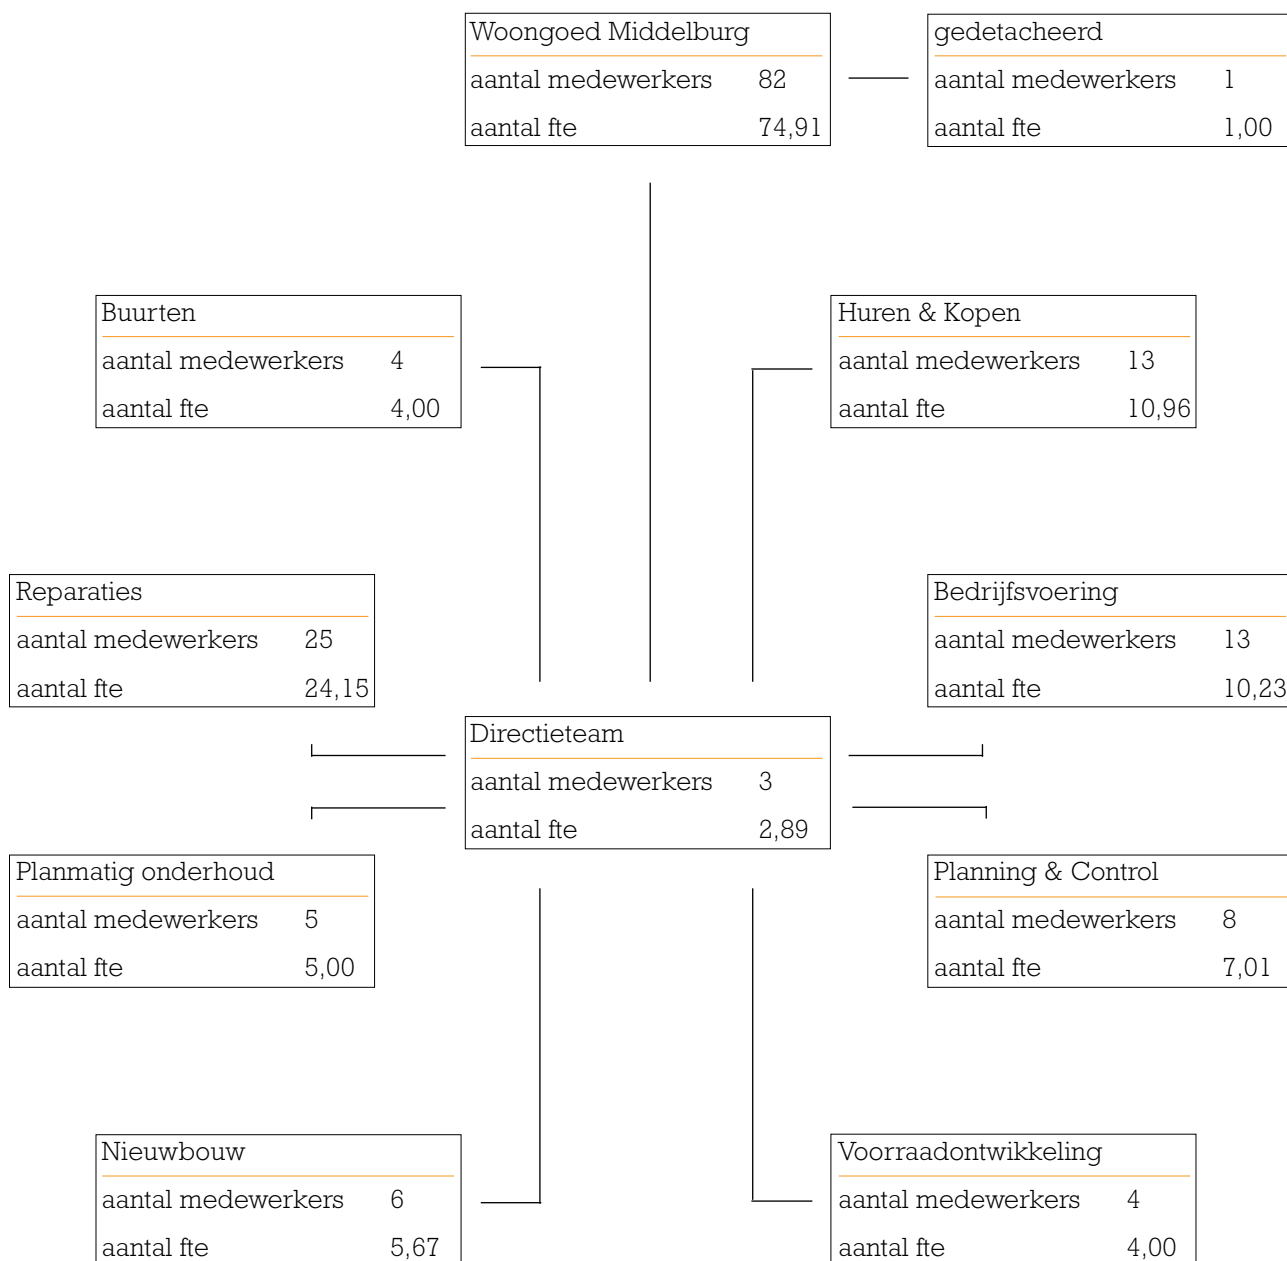 Woongoed Middelburg
aantal medewerkers 82
aantal fte 74,91
gedetacheerd
aantal medewerkers 1
aantal fte 1,00
Buurten
aantal medewerkers 4
aantal fte 4,00
Huren & Kopen
aantal medewerkers 13
aantal fte 10,96
Reparaties
aantal medewerkers 25
aantal fte 24,15
Bedrijfsvoering
aantal medewerkers 13
aantal fte 10,23
Directieteam
aantal medewerkers 3
aantal fte 2,89
Planmatig onderhoud
aantal medewerkers 5
aantal fte 5,00
Planning & Control
aantal medewerkers 8
aantal fte 7,01
Nieuwbouw
aantal medewerkers 6
aantal fte 5,67
Voorraadontwikkeling
aantal medewerkers 4
aantal fte 4,00